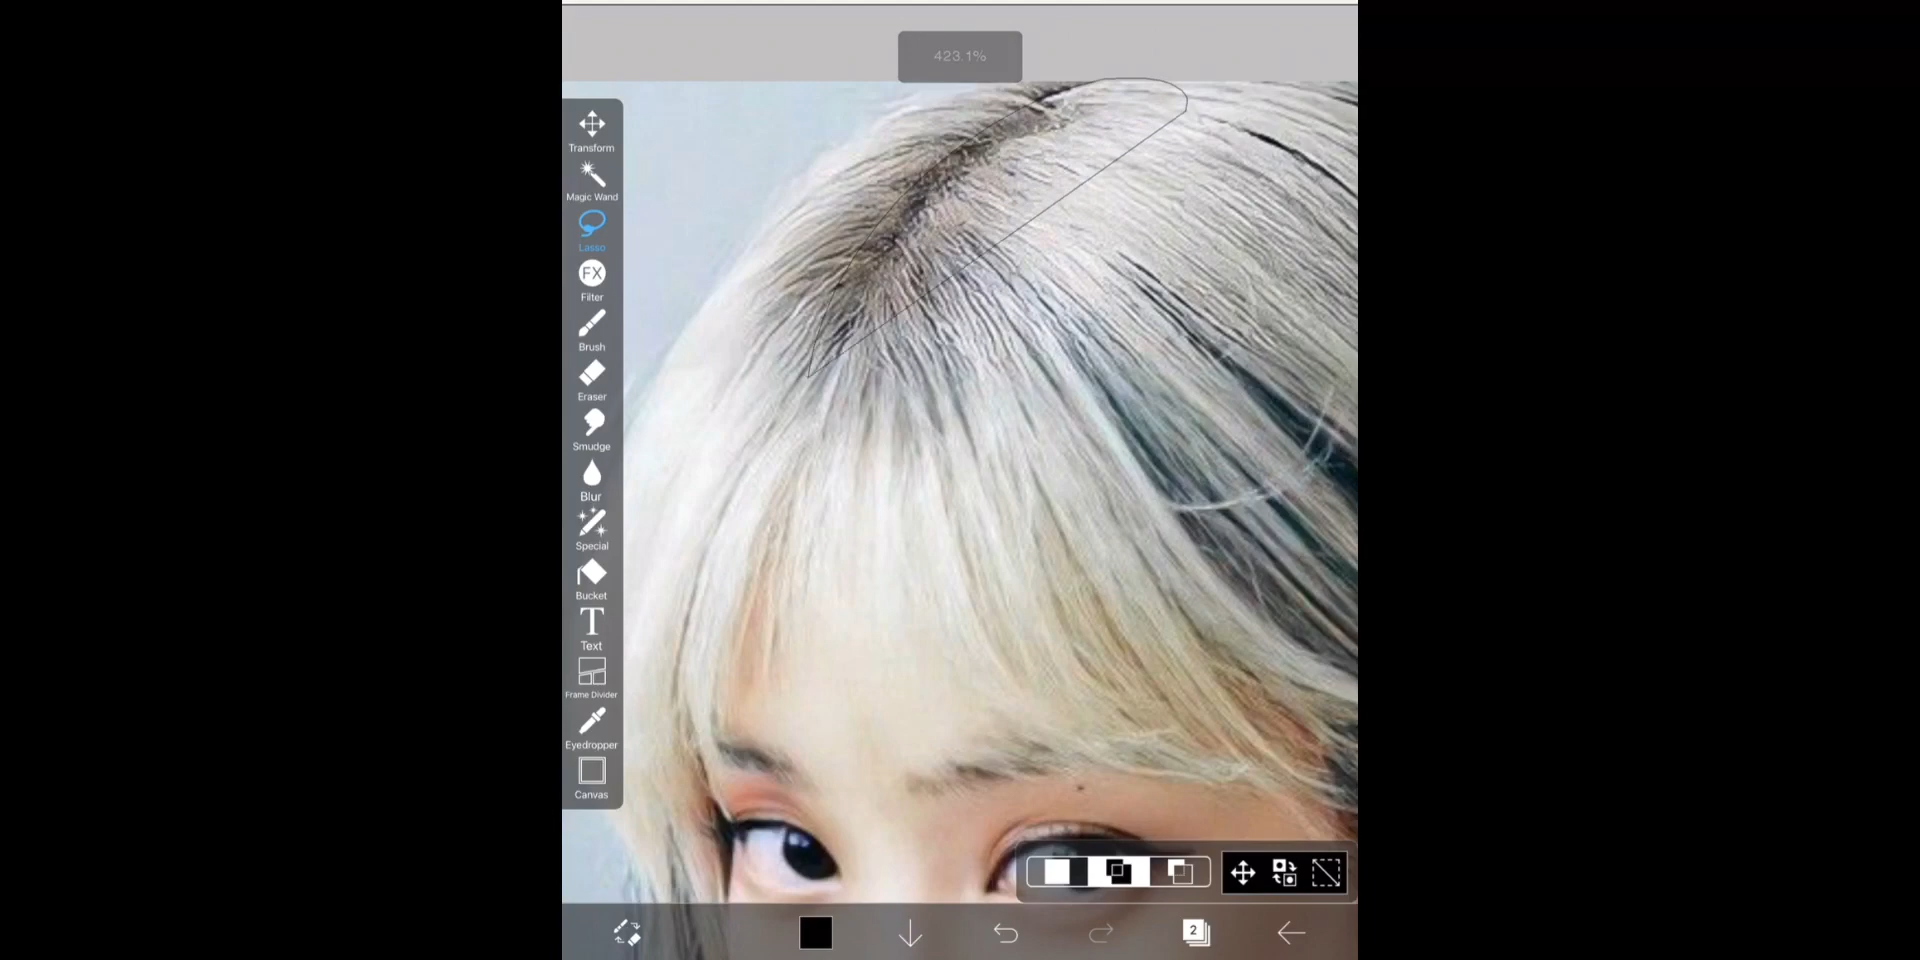 423.1%
Transform
Magic Wand
Lasso
FX
Filter
Brush
Eraser
Smudge
Blur
Special
Bucket
T
Text
Frame Divider
Eyedropper
Canvas
2